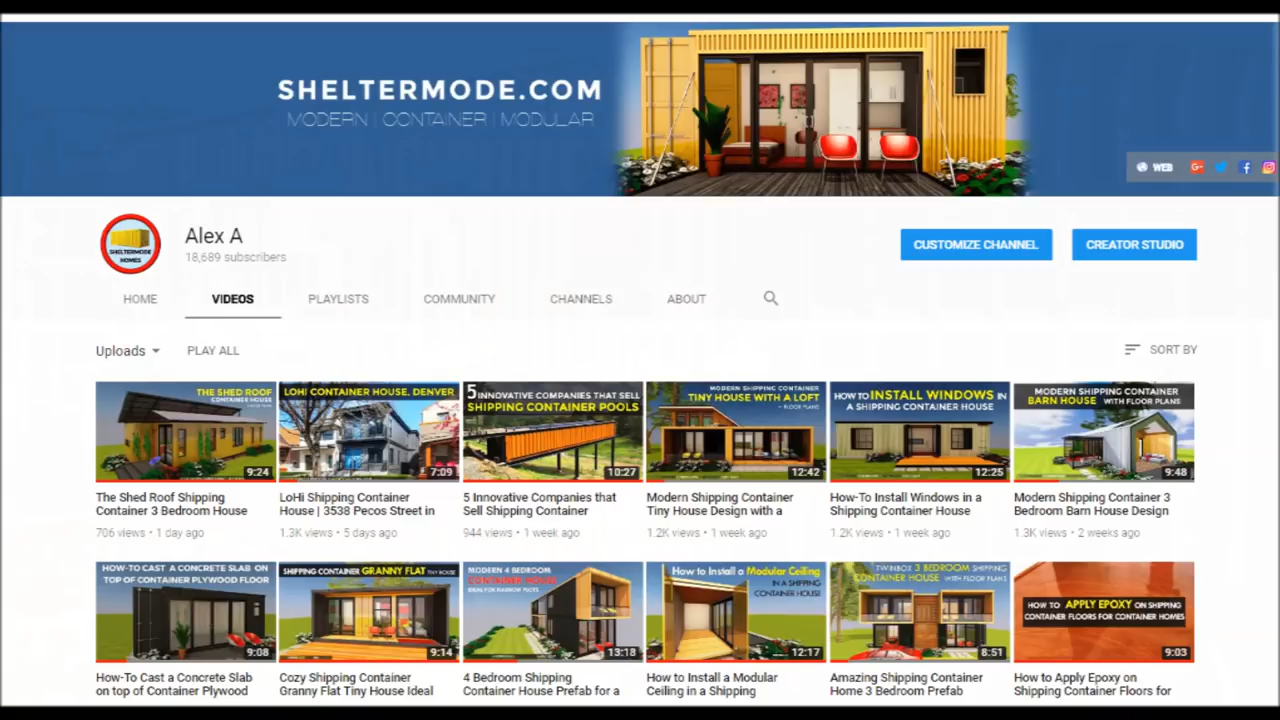 SHELTERMODE.COM
MODERN | CONTAINER | MODULAR
WEB
SHELTERMODE
HOMES
Alex A
18,689 subscribers
CUSTOMIZE CHANNEL
CREATOR STUDIO
HOME
VIDEOS
PLAYLISTS
COMMUNITY
CHANNELS
ABOUT
Uploads
PLAY ALL
SORT BY
THE SHED ROOF
CONTAINER HOUSE
9:24
The Shed Roof Shipping
Container 3 Bedroom House
706 views • 1 day ago
LOHI CONTAINER HOUSE, DENVER
7:09
LoHi Shipping Container
House | 3538 Pecos Street in
1.3K views • 5 days ago
5 INNOVATIVE COMPANIES THAT SELL
SHIPPING CONTAINER POOLS
10:27
5 Innovative Companies that
Sell Shipping Container
944 views • 1 week ago
MODERN SHIPPING CONTAINER
TINY HOUSE WITH A LOFT
+ FLOOR PLANS
12:42
Modern Shipping Container
Tiny House Design with a
1.2K views • 1 week ago
HOW TO INSTALL WINDOWS IN
A SHIPPING CONTAINER HOUSE
12:25
How-To Install Windows in a
Shipping Container House
1.2K views • 1 week ago
MODERN SHIPPING CONTAINER
BARN HOUSE WITH FLOOR PLANS
9:48
Modern Shipping Container 3
Bedroom Barn House Design
1.3K views • 2 weeks ago
HOW-TO CAST A CONCRETE SLAB ON
TOP OF CONTAINER PLYWOOD FLOOR
9:08
How-To Cast a Concrete Slab
on top of Container Plywood
SHIPPING CONTAINER GRANNY FLAT TINY HOUSE
9:14
Cozy Shipping Container
Granny Flat Tiny House Ideal
MODERN 4 BEDROOM
CONTAINER HOUSE
IDEAL FOR NARROW PLOTS
13:18
4 Bedroom Shipping
Container House Prefab for a
How to Install a Modular Ceiling
IN A SHIPPING
CONTAINER HOUSE
12:17
How to Install a Modular
Ceiling in a Shipping
TWINBOX 3 BEDROOM SHIPPING
CONTAINER HOUSE WITH FLOOR PLANS
8:51
Amazing Shipping Container
Home 3 Bedroom Prefab
HOW TO APPLY EPOXY ON SHIPPING
CONTAINER FLOORS FOR CONTAINER HOMES
9:03
How to Apply Epoxy on
Shipping Container Floors for